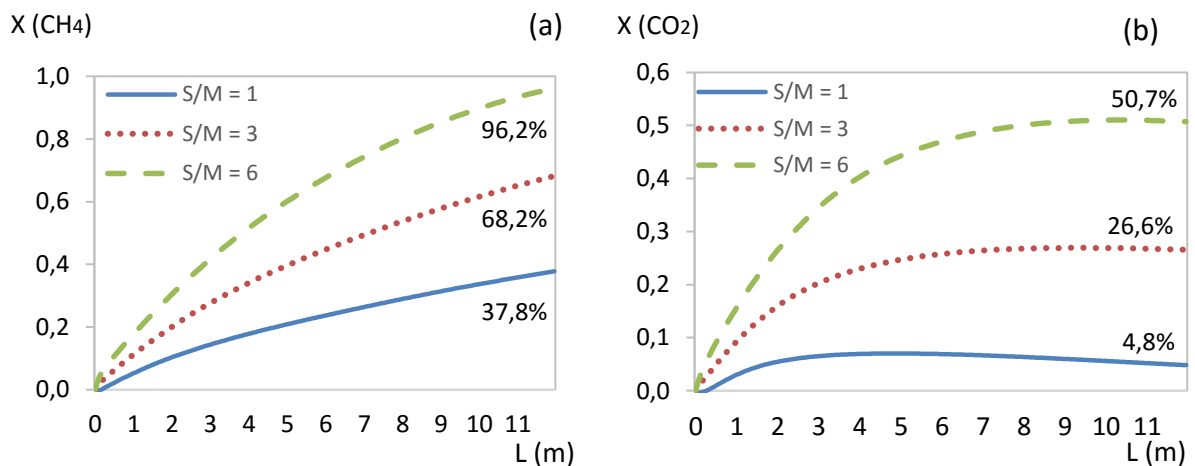 X (CH4)
(a)
1,0
0,8
0,6
0,4
0,2
0,0
S/M = 1
S/M = 3
S/M = 6
96,2%
68,2%
37,8%
0 1 2 3 4 5 6 7 8 9 10 11
L (m)
X (CO2)
(b)
0,6
0,5
0,4
0,3
0,2
0,1
0,0
S/M = 1
S/M = 3
S/M = 6
50,7%
26,6%
4,8%
0 1 2 3 4 5 6 7 8 9 10 11
L (m)